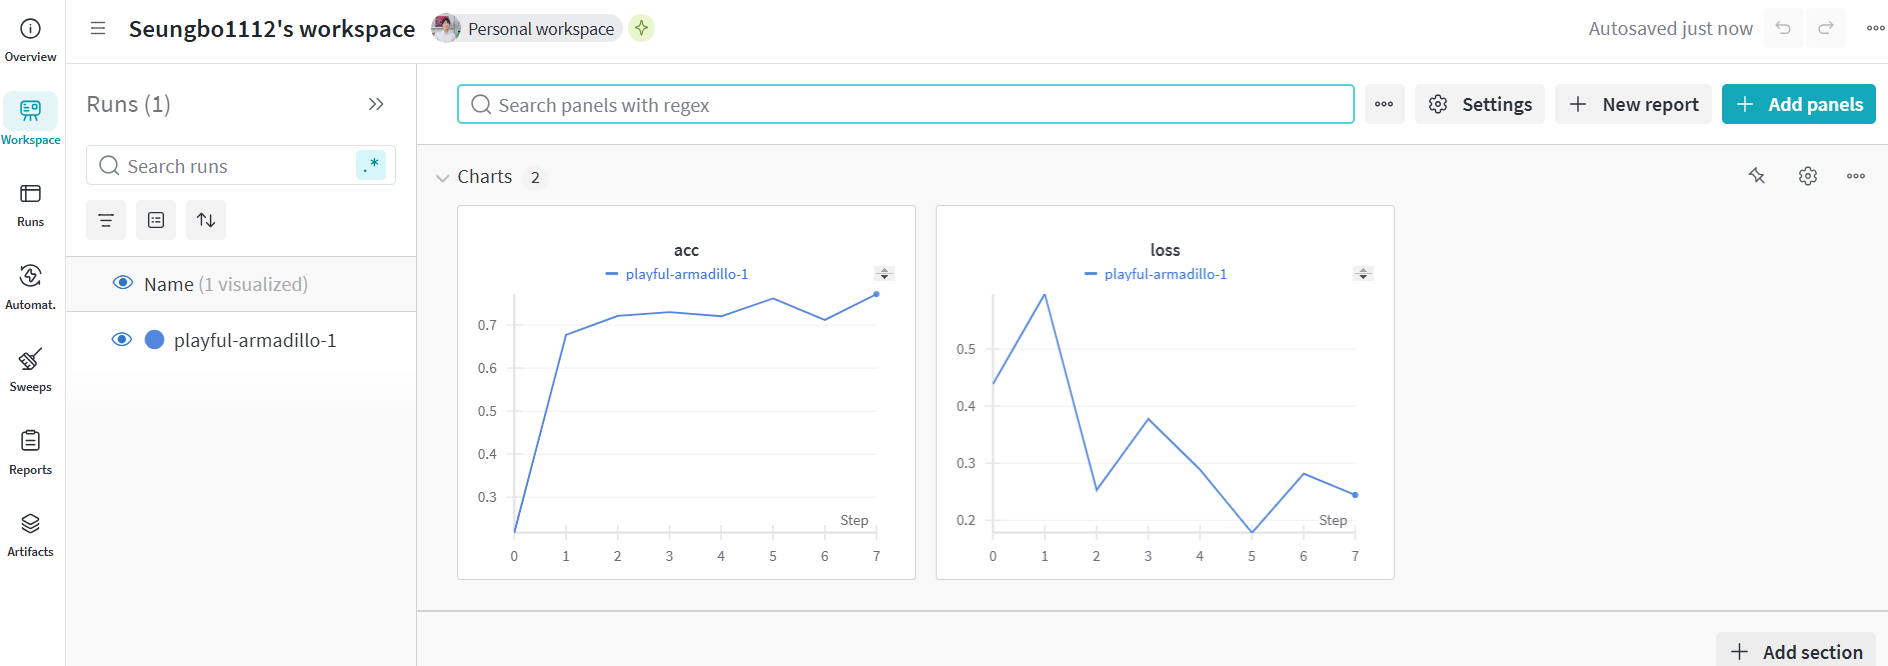 Overview
Workspace
Runs
Automat.
Sweeps
Reports
Artifacts
Seungbo1112's workspace
Personal workspace
Autosaved just now
Runs (1)
Search runs
.*
Name (1 visualized)
playful-armadillo-1
Search panels with regex
Settings
New report
Add panels
Charts 2
acc
playful-armadillo-1
0.7
0.6
0.5
0.4
0.3
Step
0 1 2 3 4 5 6 7
loss
playful-armadillo-1
0.5
0.4
0.3
0.2
Step
0 1 2 3 4 5 6 7
Add section